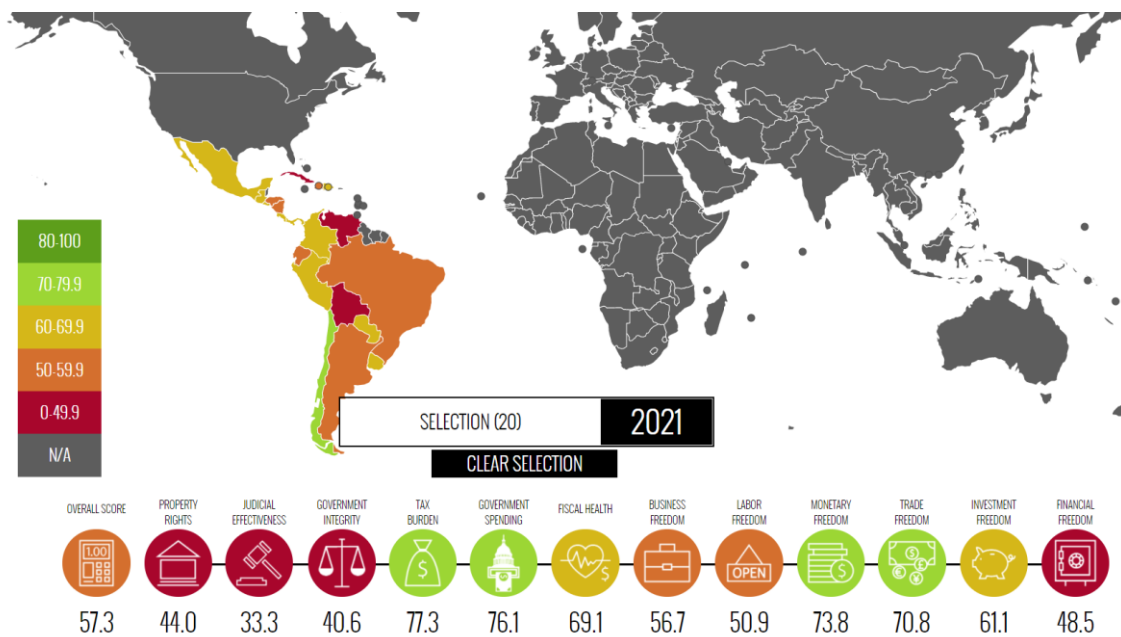 80-100
70-79.9
60-69.9
50-59.9
0-49.9
N/A
SELECTION (20)
2021
CLEAR SELECTION
OVERALL SCORE
PROPERTY
RIGHTS
JUDICIAL
EFFECTIVENESS
GOVERNMENT
INTEGRITY
TAX
BURDEN
GOVERNMENT
SPENDING
FISCAL HEALTH
BUSINESS
FREEDOM
LABOR
FREEDOM
MONETARY
FREEDOM
TRADE
FREEDOM
INVESTMENT
FREEDOM
FINANCIAL
FREEDOM
1.00
$
$
OPEN
$
$
€
¥
€
57.3
44.0
33.3
40.6
77.3
76.1
69.1
56.7
50.9
73.8
70.8
61.1
48.5